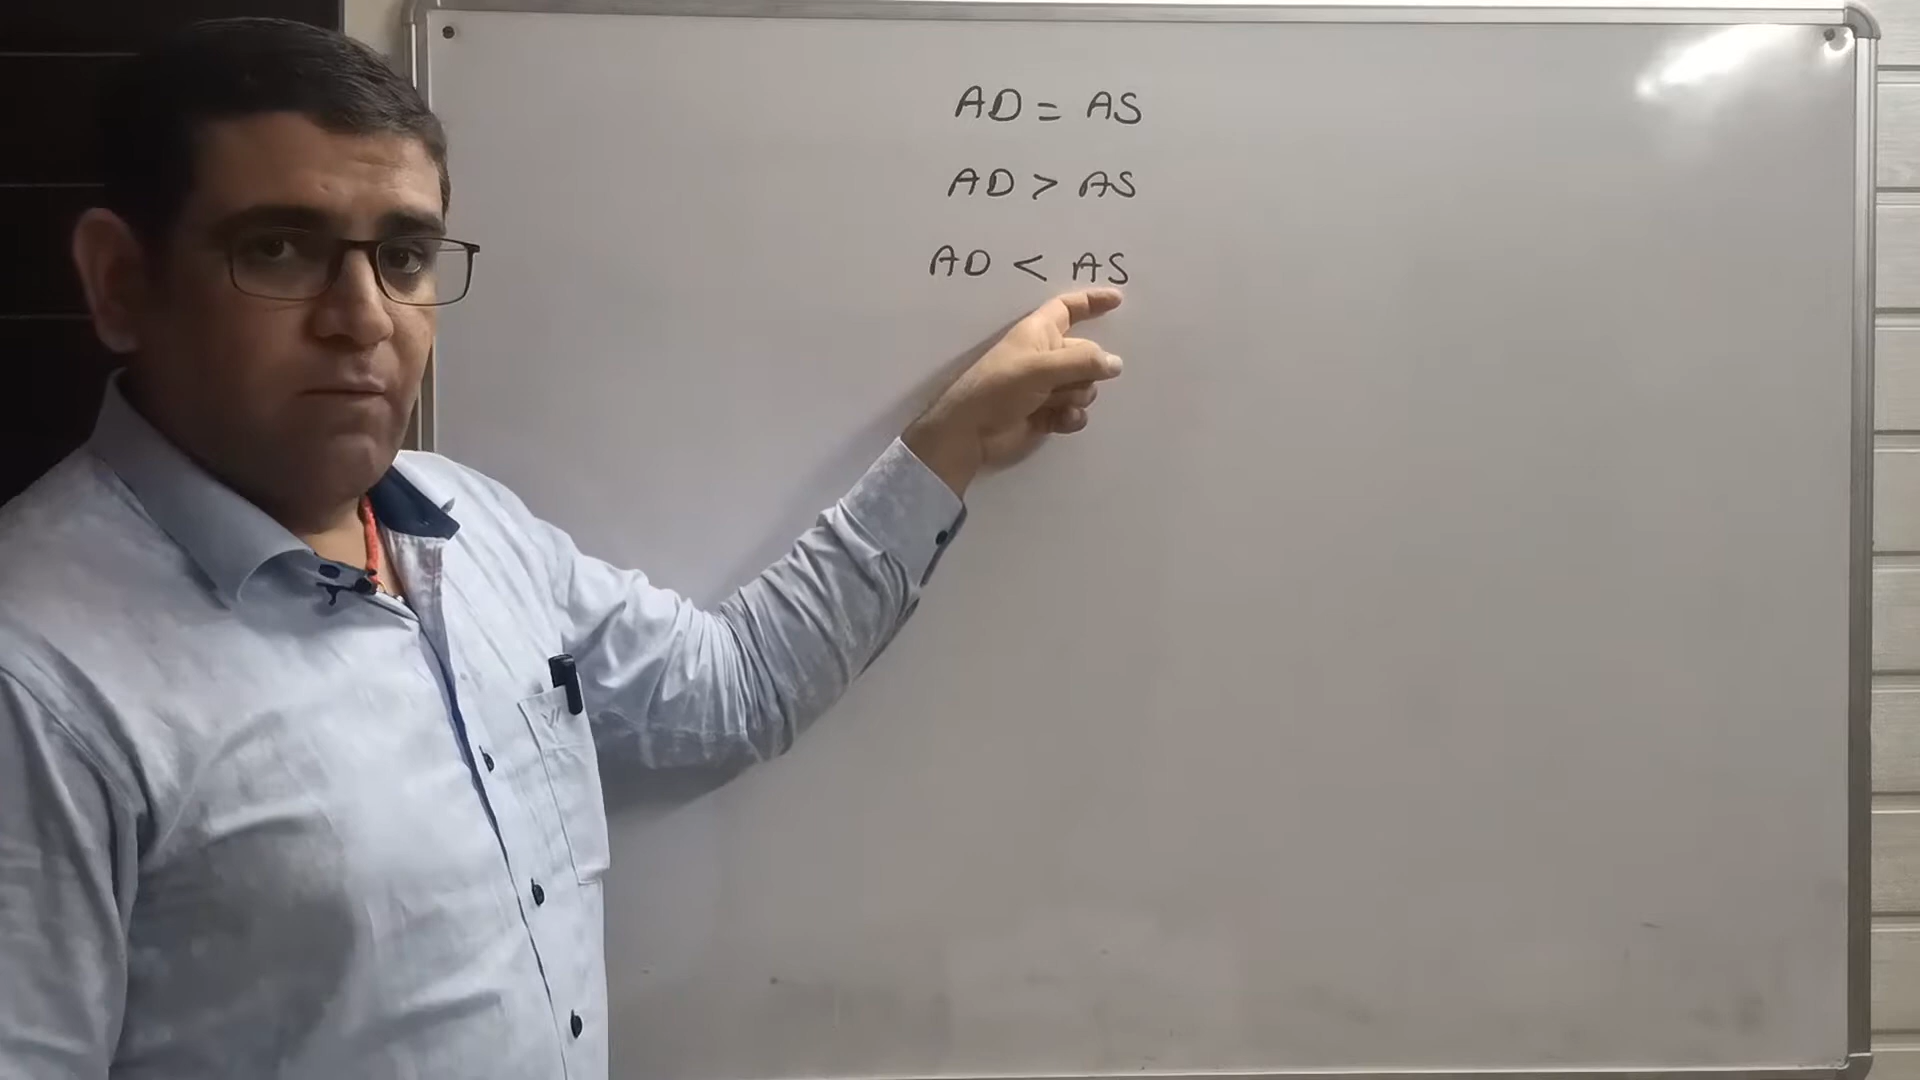 AD = AS
AD > AS
AD < AS